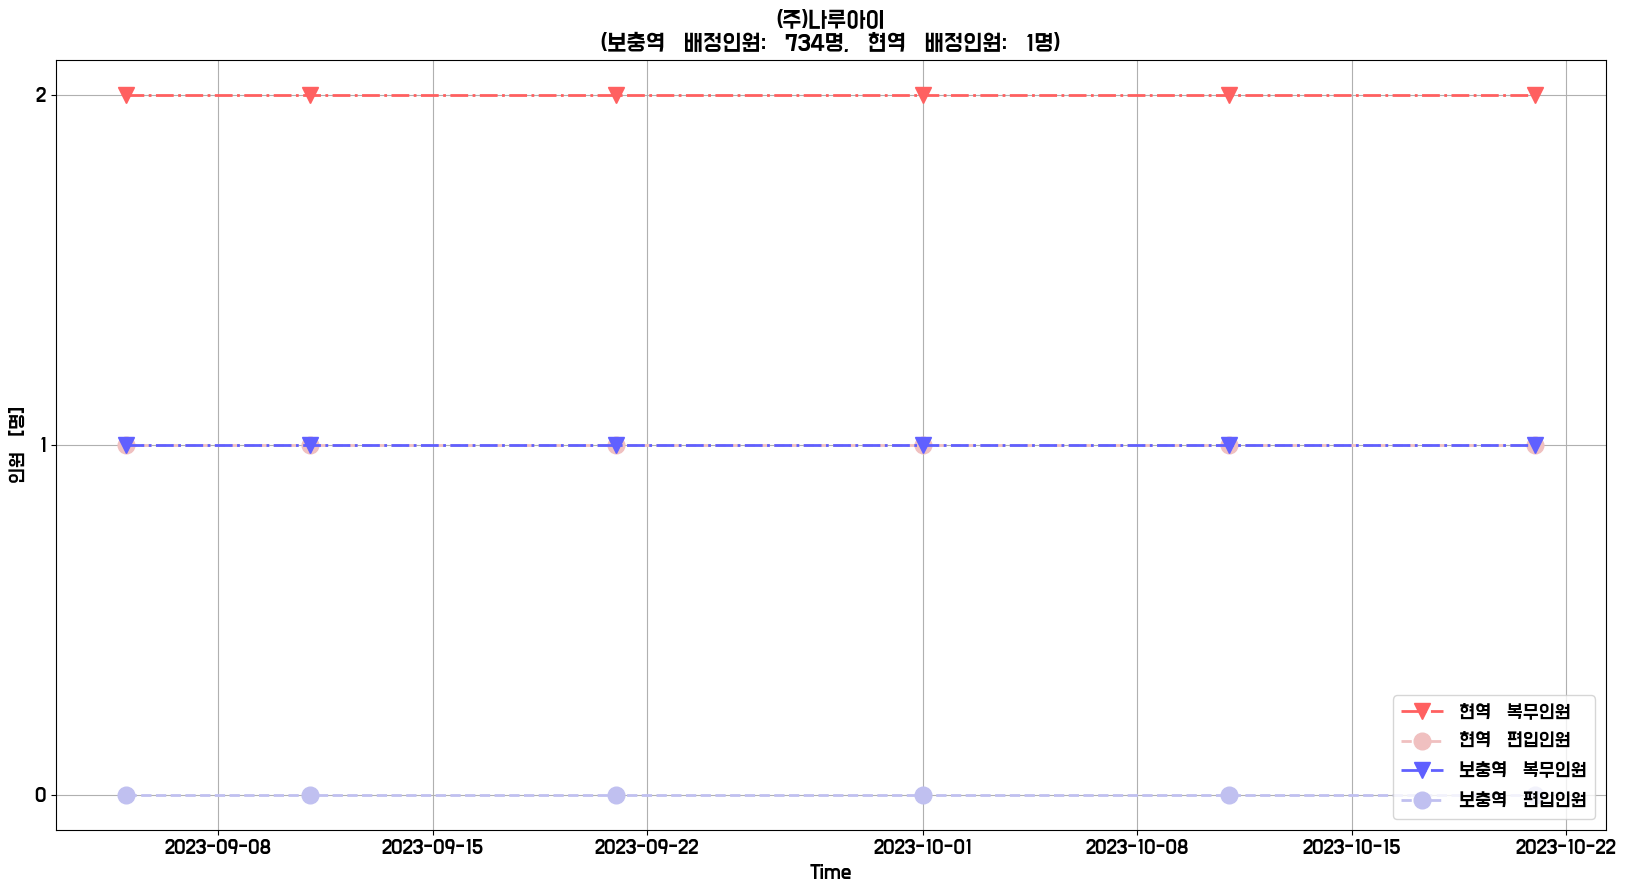 (주)나루아이
(보충역 배정인원: 734명, 현역 배정인원: 1명)
2
1
0
인원 [명]
현역 복무인원
현역 편입인원
보충역 복무인원
보충역 편입인원
2023-09-08 2023-09-15 2023-09-22 2023-10-01 2023-10-08 2023-10-15 2023-10-22
Time